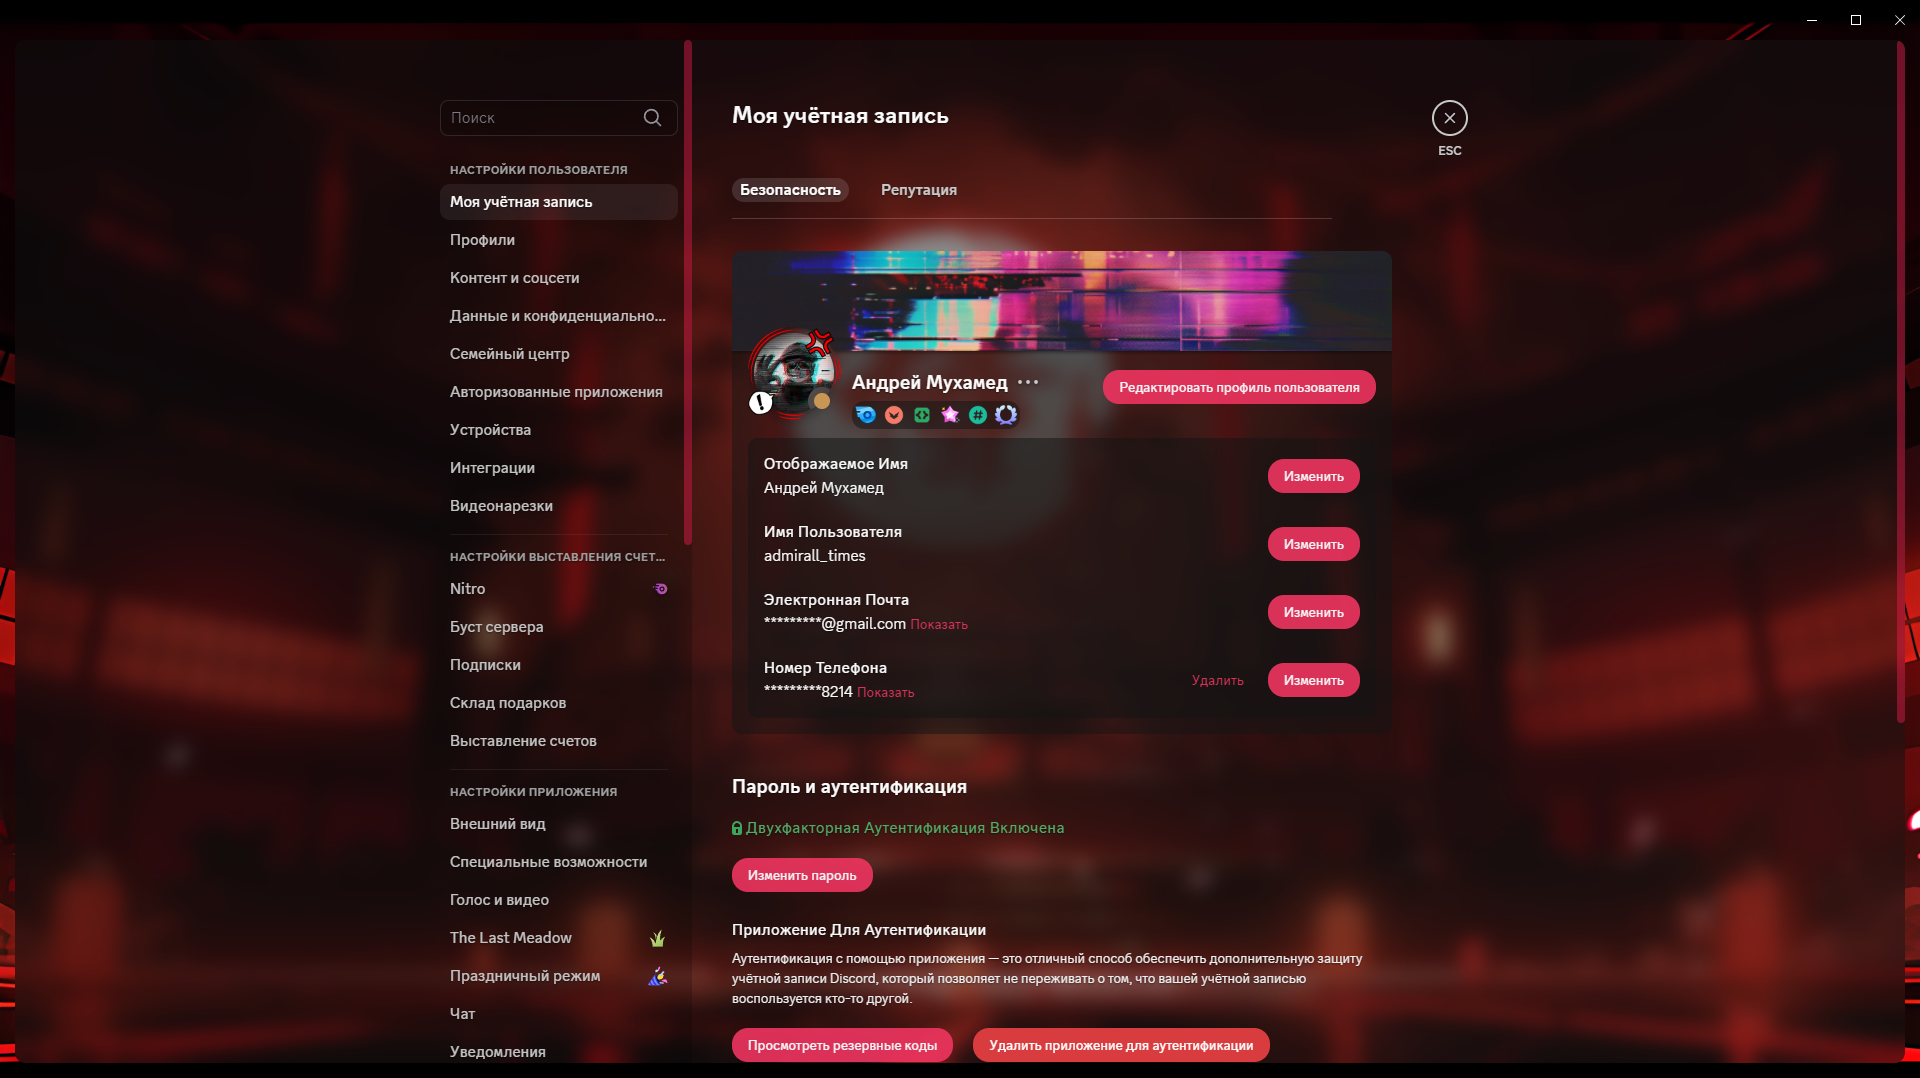 Поиск
НАСТРОЙКИ ПОЛЬЗОВАТЕЛЯ
Моя учётная запись
Профили
Контент и соцсети
Данные и конфиденциально...
Семейный центр
Авторизованные приложения
Устройства
Интеграции
Видеонарезки
НАСТРОЙКИ ВЫСТАВЛЕНИЯ СЧЕТ...
Nitro
Буст сервера
Подписки
Склад подарков
Выставление счетов
НАСТРОЙКИ ПРИЛОЖЕНИЯ
Внешний вид
Специальные возможности
Голос и видео
The Last Meadow
Праздничный режим
Чат
Уведомления
Моя учётная запись
ESC
Безопасность
Репутация
Андрей Мухамед
Редактировать профиль пользователя
Отображаемое Имя
Андрей Мухамед
Изменить
Имя Пользователя
admirall_times
Изменить
Электронная Почта
*********@gmail.com Показать
Изменить
Номер Телефона
*********8214 Показать
Удалить
Изменить
Пароль и аутентификация
Двухфакторная Аутентификация Включена
Изменить пароль
Приложение Для Аутентификации
Аутентификация с помощью приложения — это отличный способ обеспечить дополнительную защиту
учётной записи Discord, который позволяет не переживать о том, что вашей учётной записью
воспользуется кто-то другой.
Просмотреть резервные коды
Удалить приложение для аутентификации